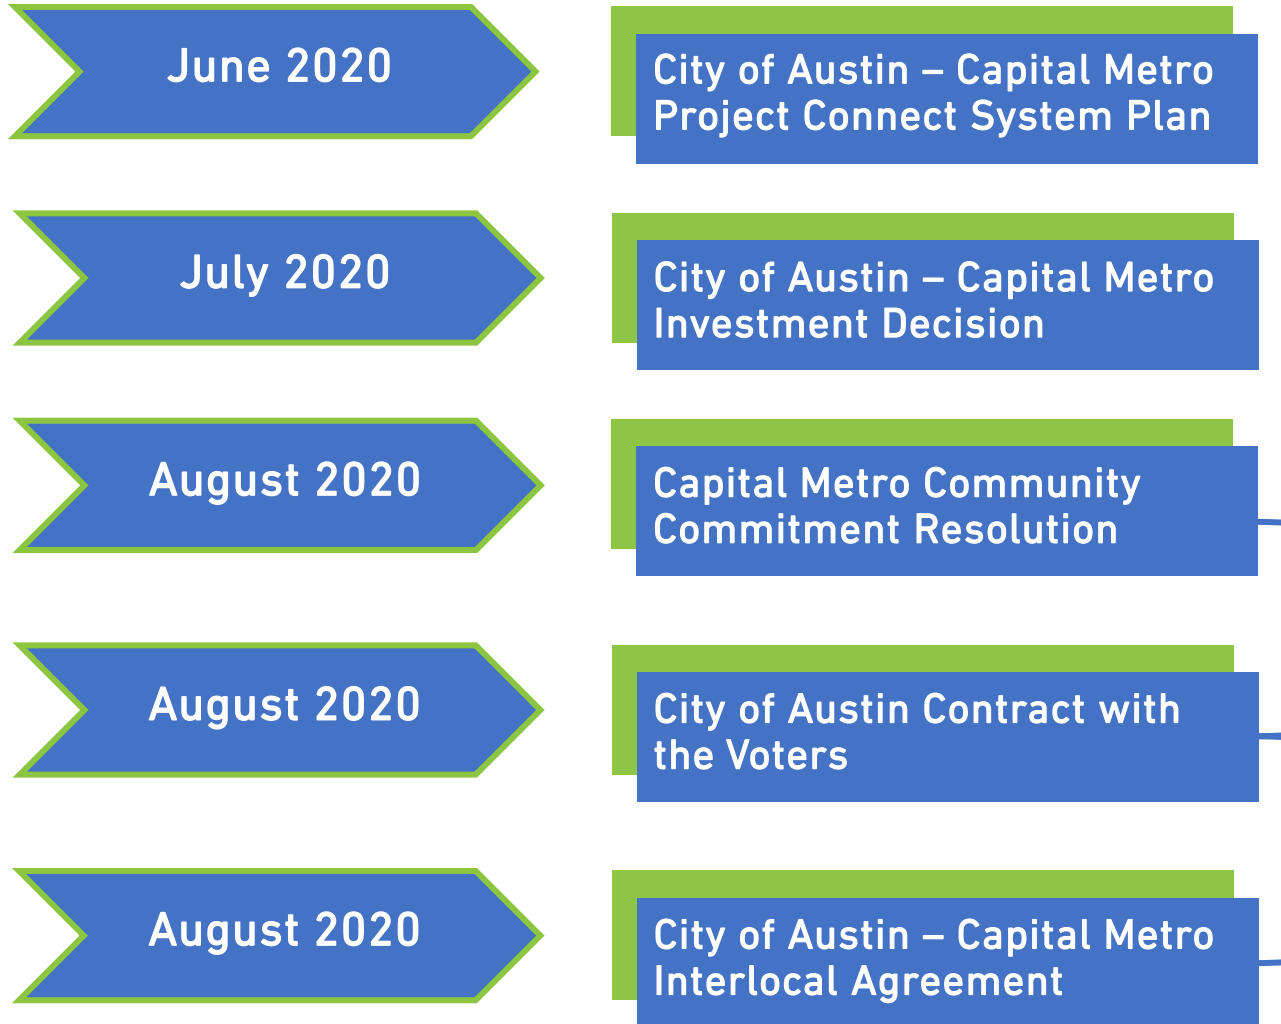 June 2020
City of Austin – Capital Metro
Project Connect System Plan
July 2020
City of Austin – Capital Metro
Investment Decision
August 2020
Capital Metro Community
Commitment Resolution
August 2020
City of Austin Contract with
the Voters
August 2020
City of Austin – Capital Metro
Interlocal Agreement